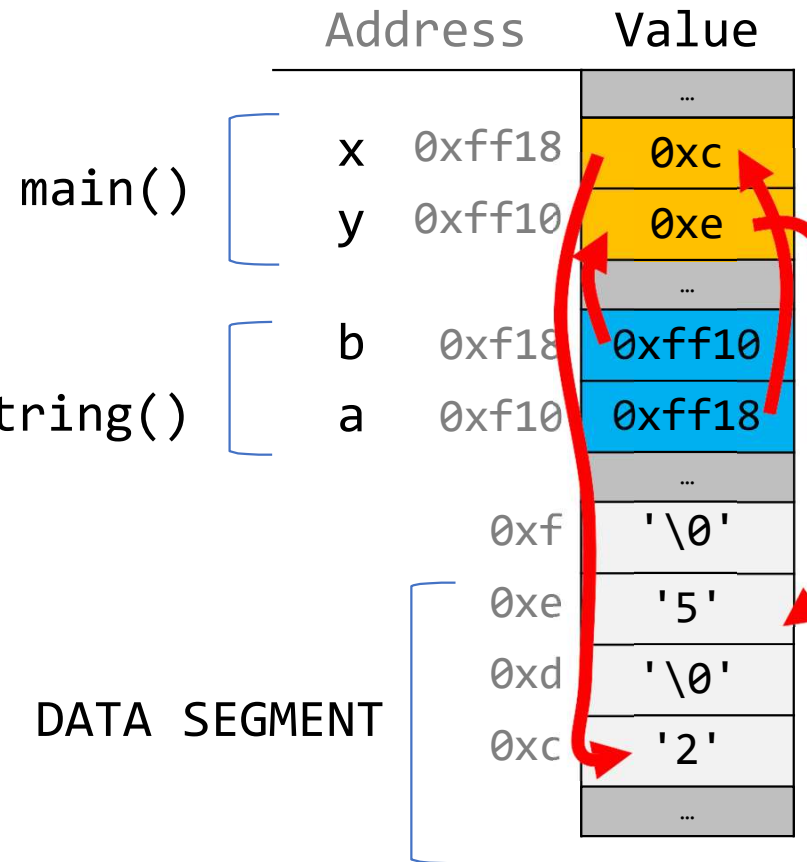 Address Value
…
x 0xff18 0xc
main()
y 0xff10 0xe
…
b 0xf18 0xff10
tring()
a 0xf10 0xff18
…
0xf '\0'
0xe '5'
0xd '\0'
DATA SEGMENT
0xc '2'
…